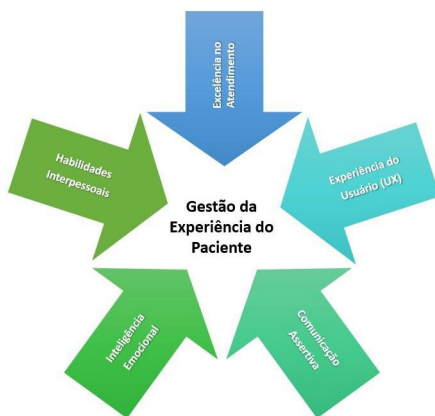 Excelência no
Atendimento
Habilidades
Interpessoais
Experiência do
Usuário (UX)
Gestão da
Experiência do
Paciente
Inteligência
Emocional
Comunicação
Assertiva